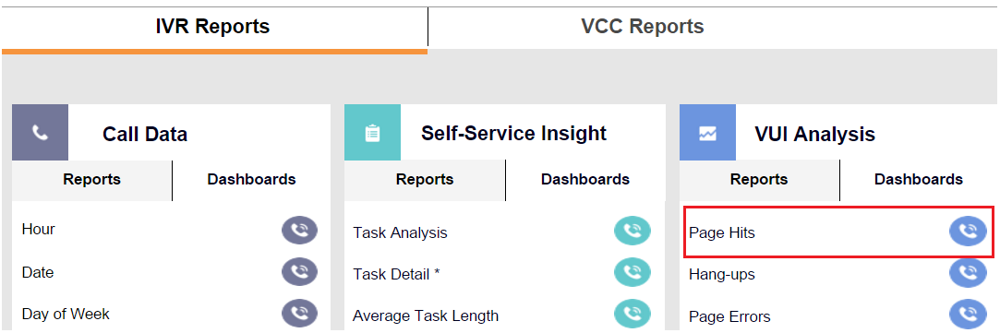 IVR Reports
VCC Reports
Call Data
Reports
Dashboards
Hour
Date
Day of Week
Self-Service Insight
Reports
Dashboards
Task Analysis
Task Detail *
Average Task Length
VUI Analysis
Reports
Dashboards
Page Hits
Hang-ups
Page Errors